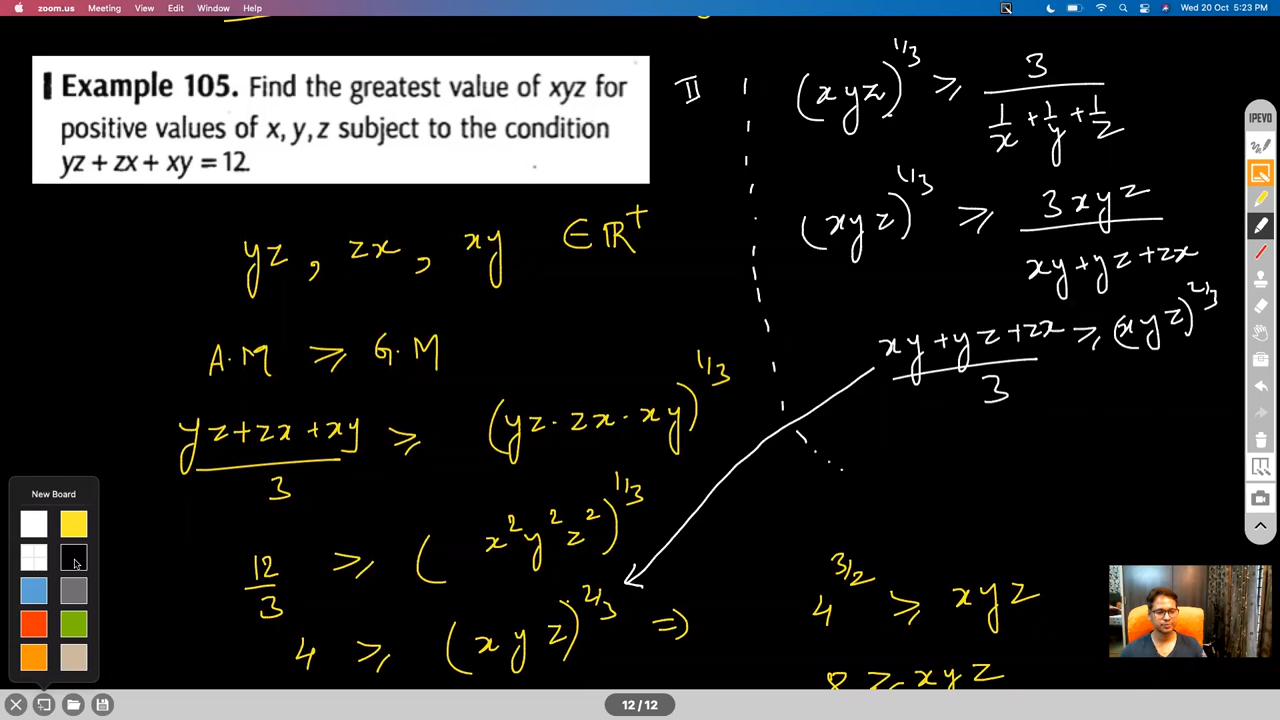 zoom.us Meeting View Edit Window Help Wed 20 Oct 5:23 PM
Example 105. Find the greatest value of xyz for
positive values of x, y, z subject to the condition
yz + zx + xy = 12.
yz , zx , xy ∈ ℝ⁺
A.M ≥ G.M
(yz+zx+xy)/3 ≥ (yz·zx·xy)^1/3
12/3 ≥ (x²y²z²)^1/3
4 ≥ (xyz)^2/3 ⇒
4^3/2 ≥ xyz
8 ≥ xyz
II
(xyz)^1/3 ≥ 3/(1/x+1/y+1/z)
(xyz)^1/3 ≥ 3xyz/(xy+yz+zx)
(xy+yz+zx)/3 ≥ (xyz)^2/3
IPEVO
New Board
12/12